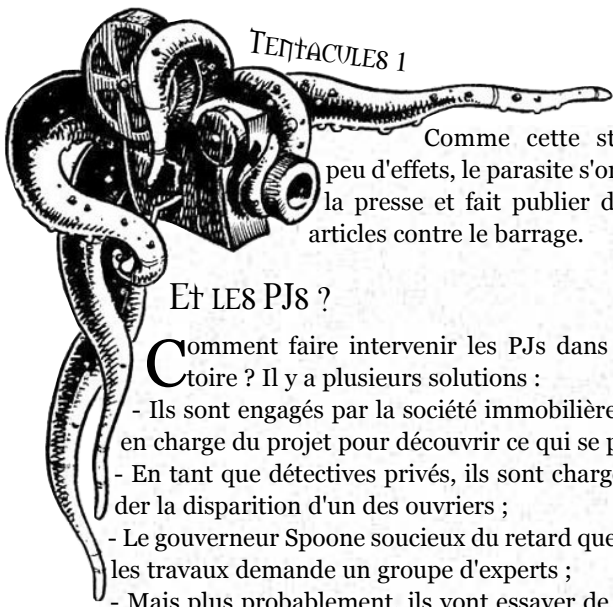 TENTACULES 1
Comme cette st
peu d'effets, le parasite s'or
la presse et fait publier d
articles contre le barrage.
ET LES PJS ?
Comment faire intervenir les PJs dans
toire ? Il y a plusieurs solutions :
- Ils sont engagés par la société immobilière
en charge du projet pour découvrir ce qui se p
- En tant que détectives privés, ils sont charg
der la disparition d'un des ouvriers ;
- Le gouverneur Spoone soucieux du retard que
les travaux demande un groupe d'experts ;
- Mais plus probablement, ils vont essayer de